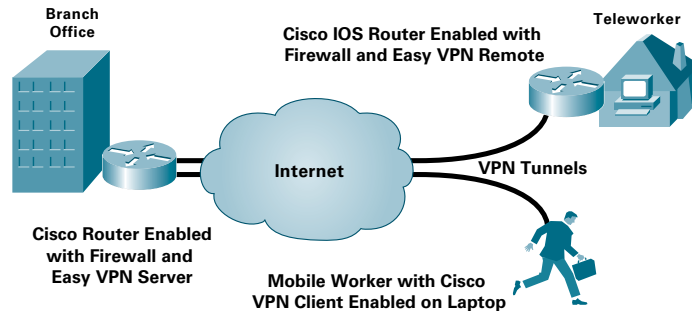 Branch
Office
Cisco IOS Router Enabled with
Firewall and Easy VPN Remote
Teleworker
Internet
VPN Tunnels
Cisco Router Enabled
with Firewall and
Easy VPN Server
Mobile Worker with Cisco
VPN Client Enabled on Laptop